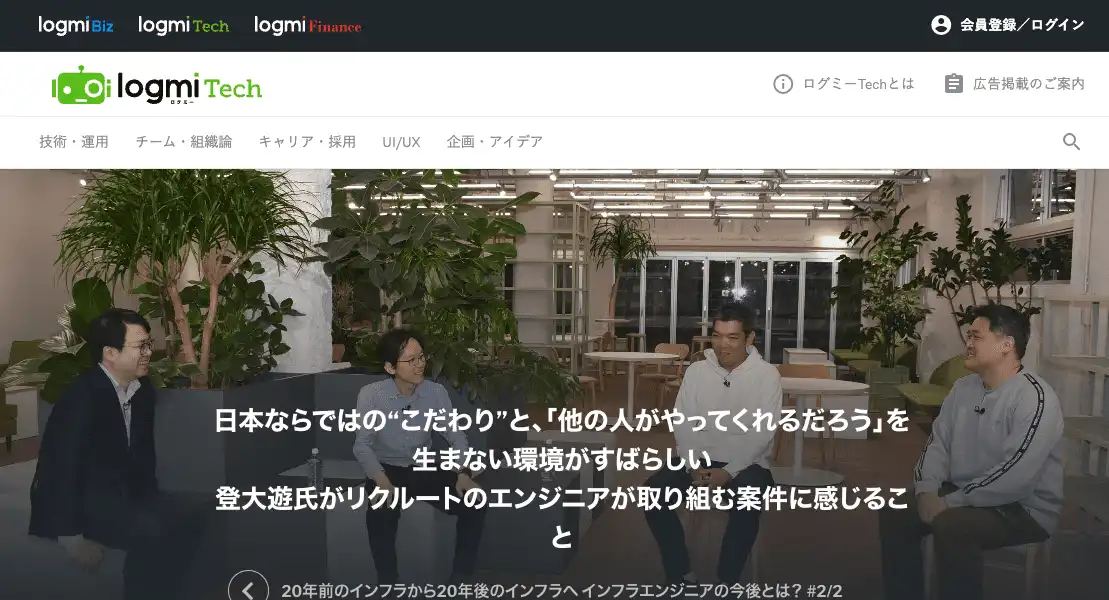 logmi Biz logmi Tech logmi Finance 会員登録／ログイン
logmi Tech
ログミー
ログミーTechとは 広告掲載のご案内
技術・運用 チーム・組織論 キャリア・採用 UI/UX 企画・アイデア
日本ならではの“こだわり”と、「他の人がやってくれるだろう」を
生まない環境がすばらしい
登大遊氏がリクルートのエンジニアが取り組む案件に感じるこ
と
20年前のインフラから20年後のインフラへ インフラエンジニアの今後とは？ #2/2